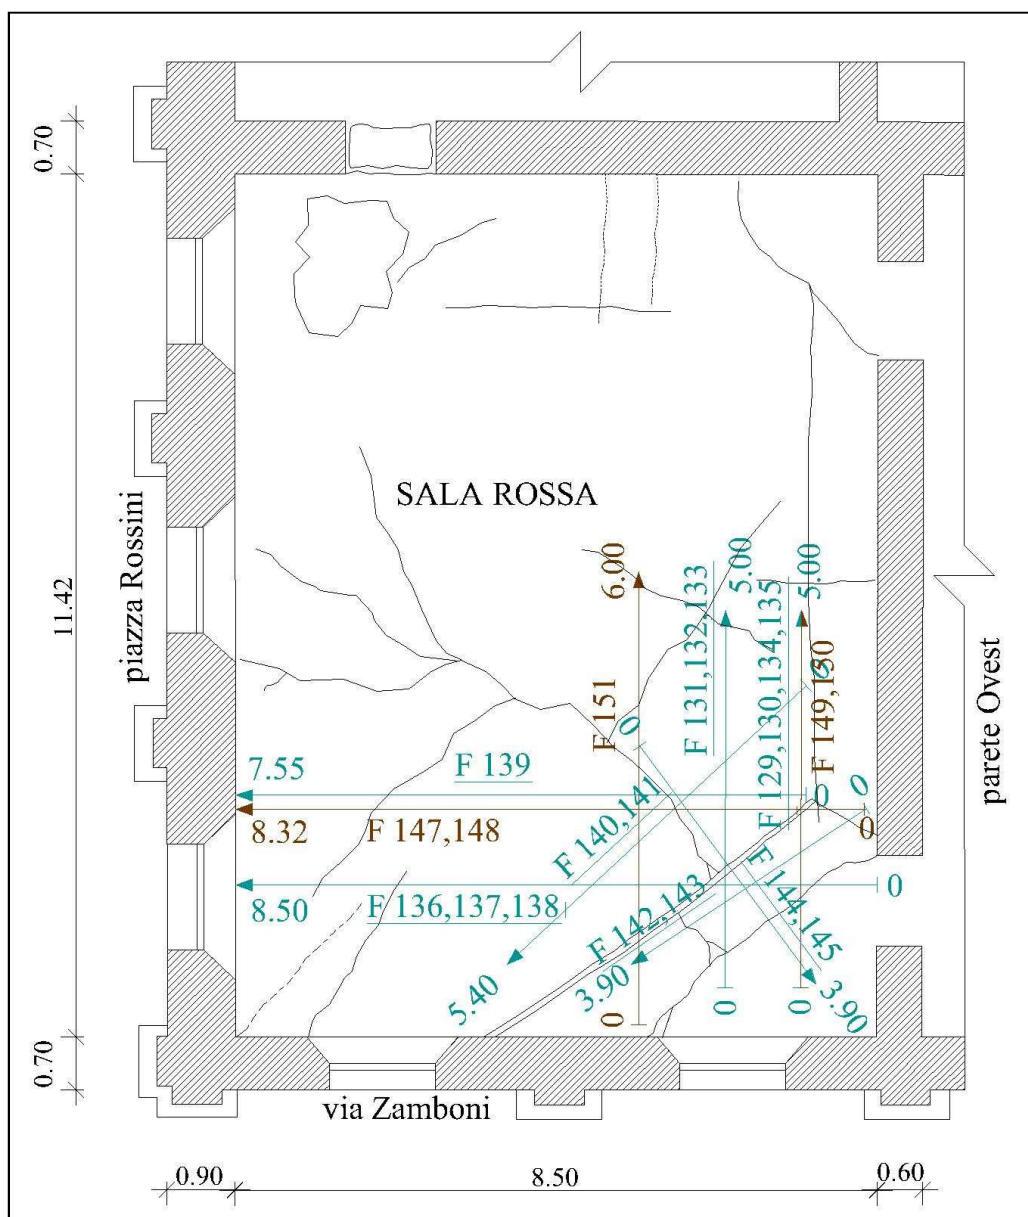 0.70
SALA ROSSA
piazza Rossini
11.42
6.00
5.00
5.00
F 131,132,133
F 129,130,134,135
F 149,150
F 151
parete Ovest
0
0
7.55
F 139
0
0
8.32
F 147,148
0
F 140,141
8.50
F 136,137,138
0
F 142,143
F 144,145
5.40
3.90
3.90
0
0
0
0.70
via Zamboni
0.90
8.50
0.60